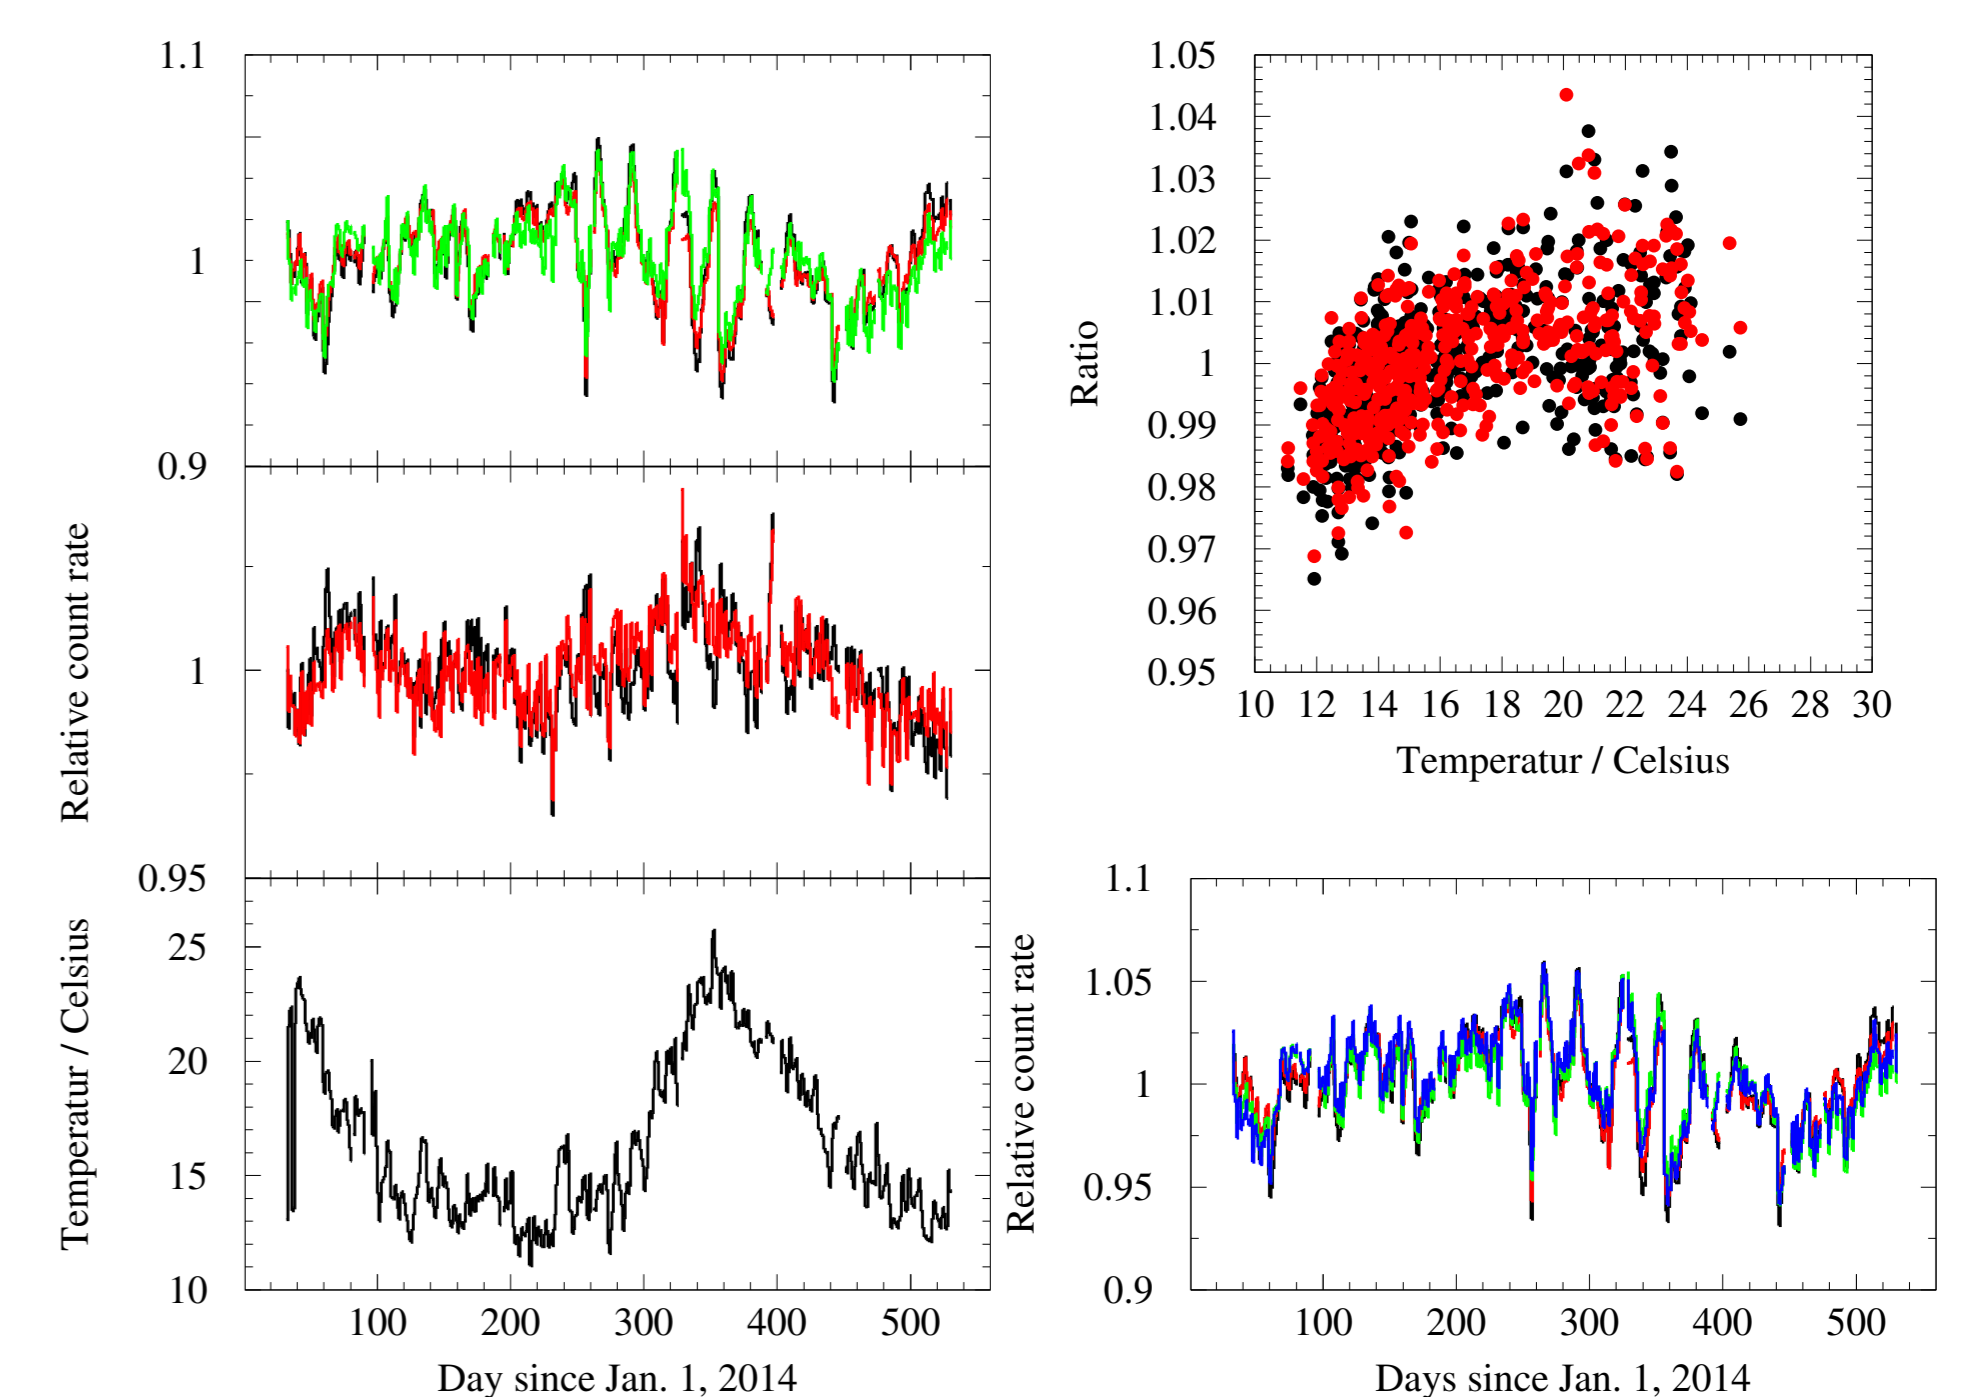 1.1
1
0.9
Relative count rate
1
0.95
Temperatur / Celsius
25
20
15
10
100 200 300 400 500
Day since Jan. 1, 2014
Ratio
1.05
1.04
1.03
1.02
1.01
1
0.99
0.98
0.97
0.96
0.95
10 12 14 16 18 20 22 24 26 28 30
Temperatur / Celsius
Relative count rate
1.1
1.05
1
0.95
0.9
100 200 300 400 500
Days since Jan. 1, 2014